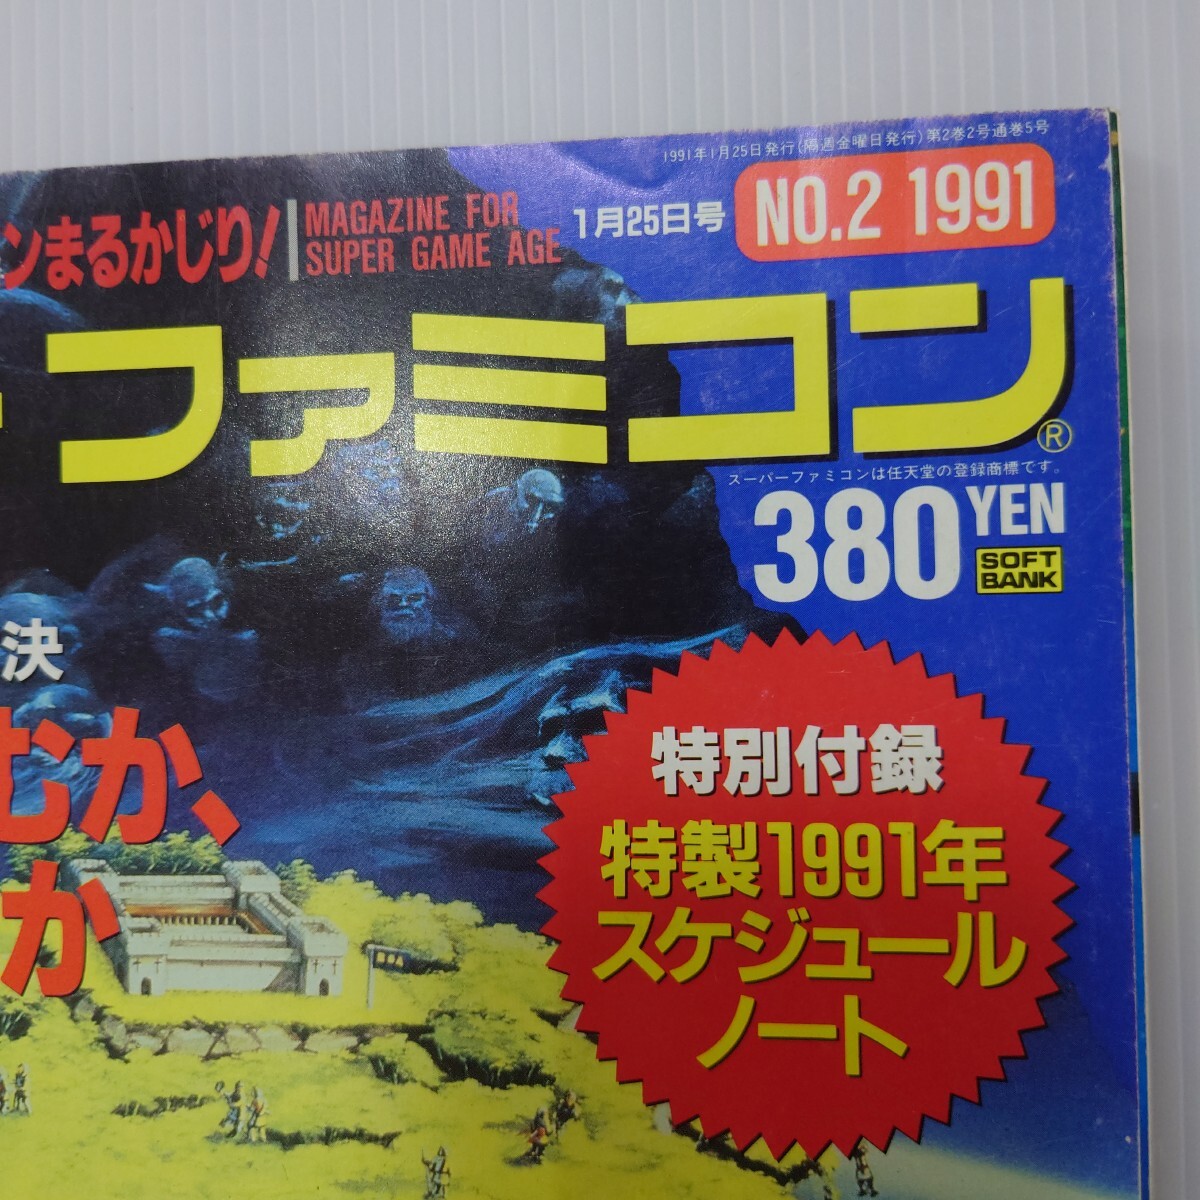 1991年1月25日発行(隔週金曜日発行)第2巻2号通巻5号
ンまるかじり!
MAGAZINE FOR
SUPER GAME AGE
1月25日号
NO.2 1991
ー ファミコン®
スーパーファミコンは任天堂の登録商標です。
380YEN
SOFT
BANK
決
むか、
か
特別付録
特製1991年
スケジュール
ノート